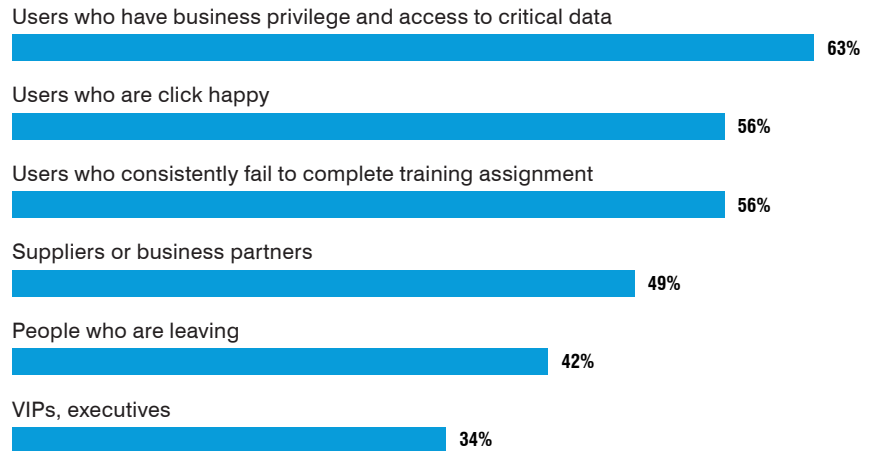 Users who have business privilege and access to critical data
63%
Users who are click happy
56%
Users who consistently fail to complete training assignment
56%
Suppliers or business partners
49%
People who are leaving
42%
VIPs, executives
34%